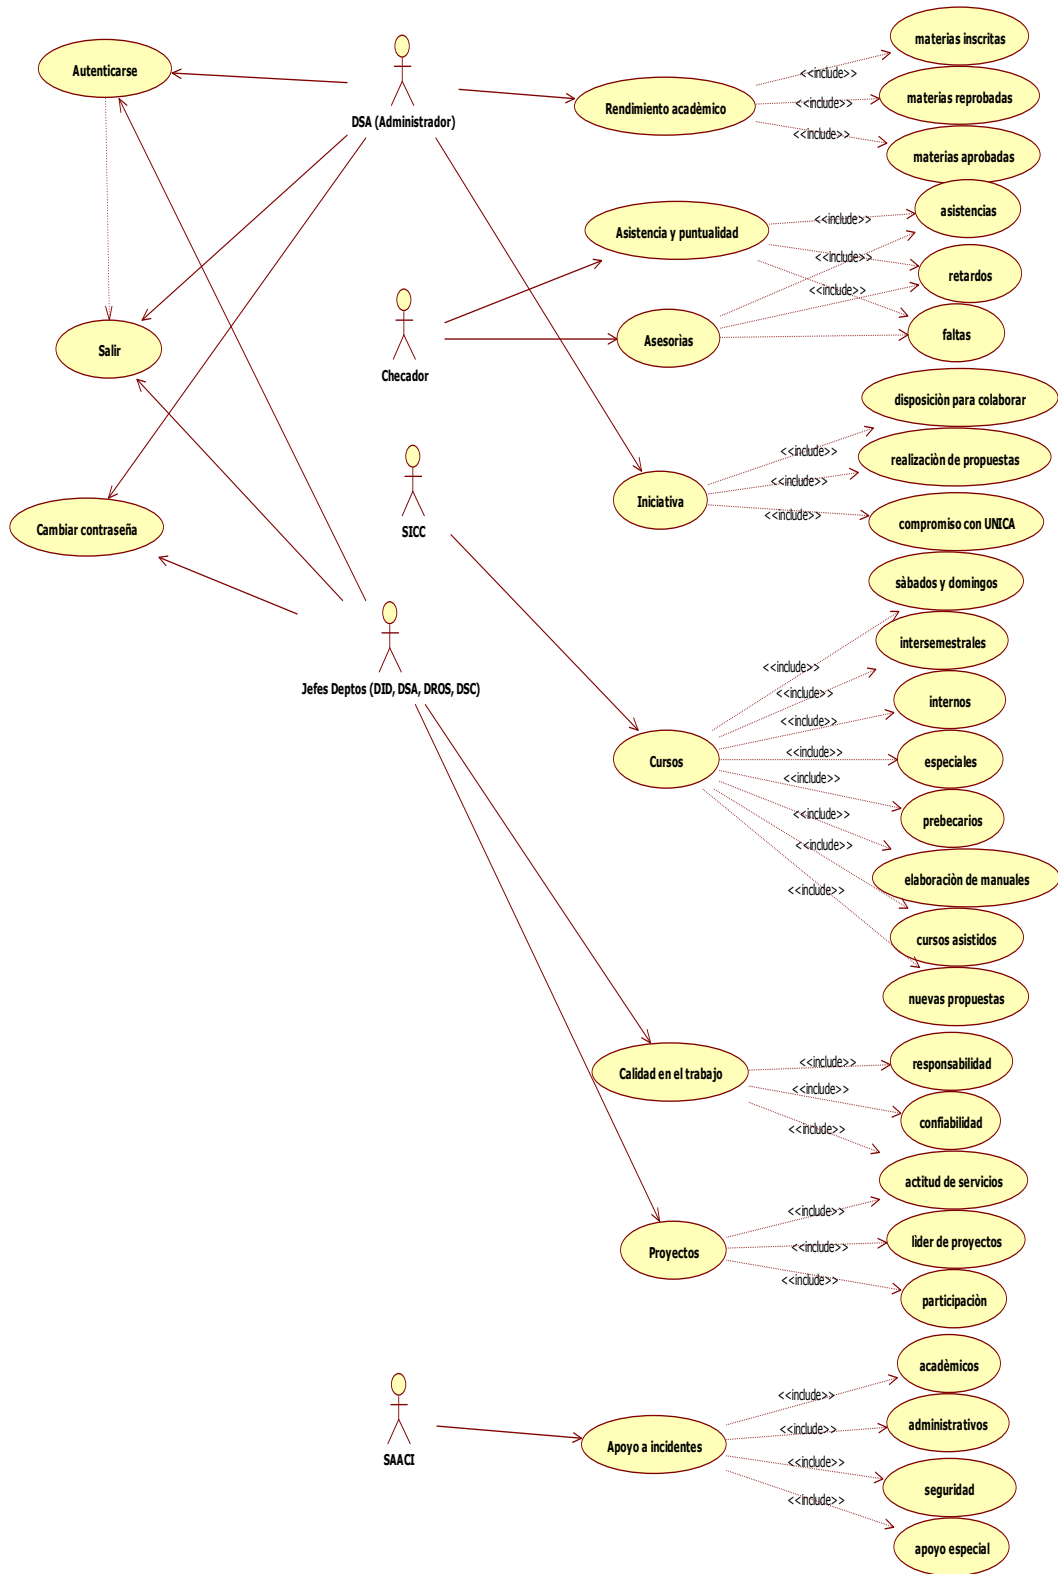 materias inscritas
Autenticarse
<<include>>
materias reprobadas
<<include>>
Rendimiento acadèmico
DSA (Administrador)
<<include>>
materias aprobadas
asistencias
<<include>>
Asistencia y puntualidad
<<include>>
retardos
<<include>>
faltas
Asesorìas
Salir
Checador
disposiciòn para colaborar
<<include>>
realizaciòn de propuestas
<<include>>
Iniciativa
<<include>>
compromiso con UNICA
Cambiar contraseña
SICC
sàbados y domingos
intersemestrales
<<include>>
Jefes Deptos (DID, DSA, DROS, DSC)
<<include>>
internos
<<include>>
<<include>>
Cursos
especiales
<<include>>
<<include>>
prebecarios
<<include>>
elaboraciòn de manuales
<<include>>
cursos asistidos
nuevas propuestas
<<include>>
responsabilidad
Calidad en el trabajo
<<include>>
confiabilidad
<<include>>
actitud de servicios
<<include>>
lìder de proyectos
<<include>>
Proyectos
<<include>>
participaciòn
acadèmicos
<<include>>
administrativos
<<include>>
Apoyo a incidentes
SAACI
<<include>>
seguridad
<<include>>
apoyo especial